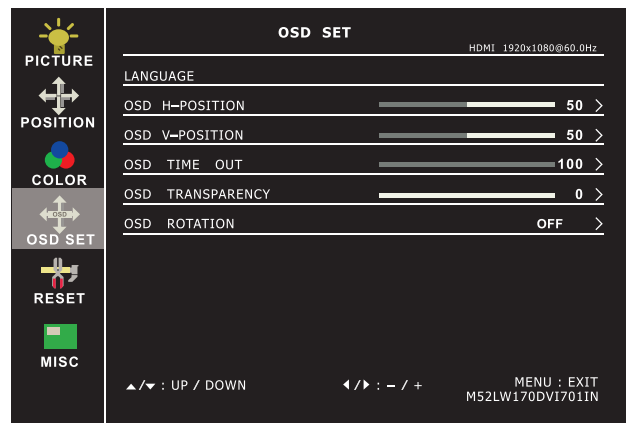 PICTURE
POSITION
COLOR
OSD
OSD SET
RESET
MISC
OSD SET
HDMI 1920x1080@60.0Hz
LANGUAGE
OSD H-POSITION 50 >
OSD V-POSITION 50 >
OSD TIME OUT 100 >
OSD TRANSPARENCY 0 >
OSD ROTATION OFF >
▲/▼ : UP / DOWN ◀/▶ : - / + MENU : EXIT
M52LW170DVI701IN